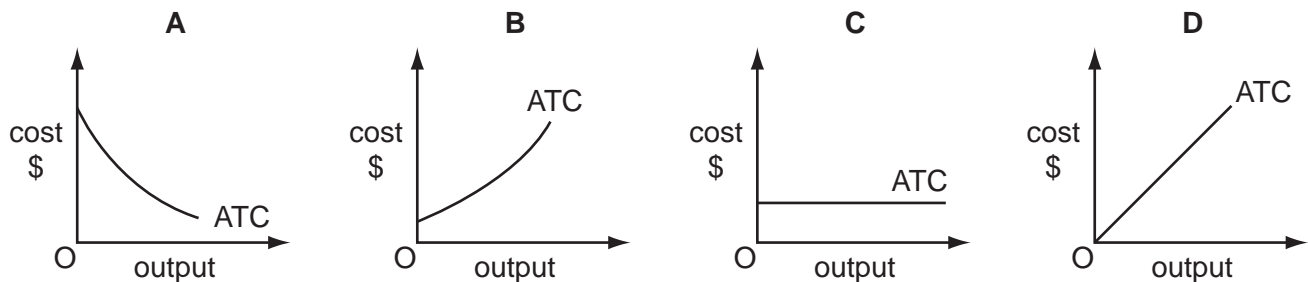 A
cost
$
ATC
O
output
B
cost
$
ATC
O
output
C
cost
$
ATC
O
output
D
cost
$
ATC
O
output